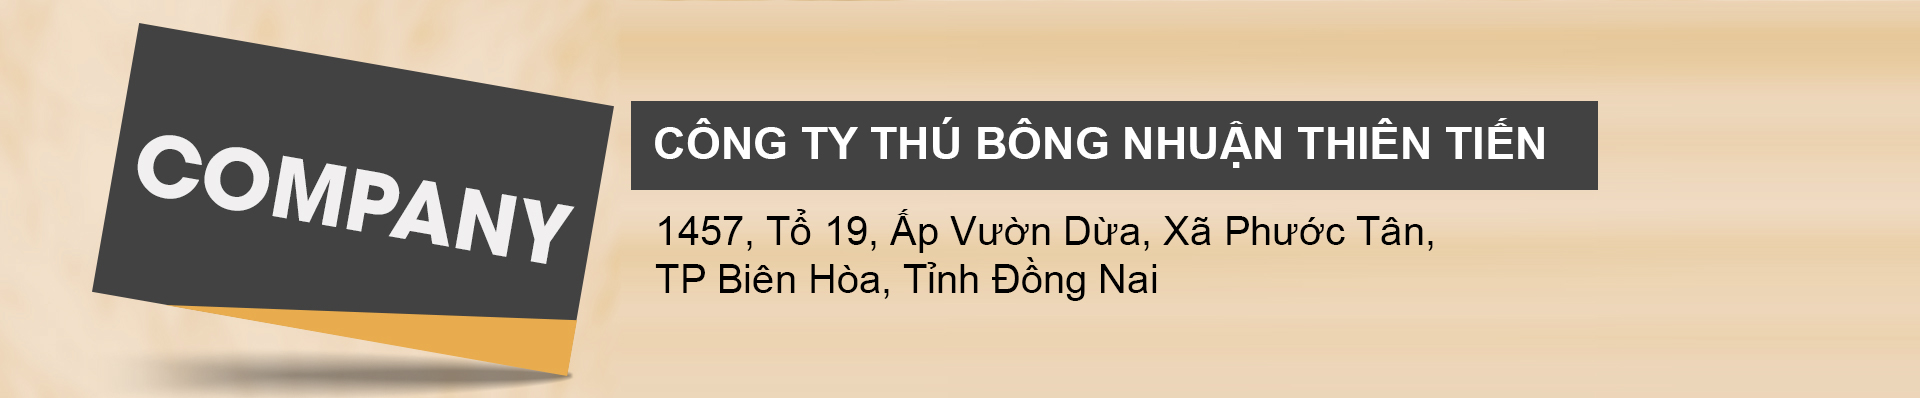 COMPANY
CÔNG TY THÚ BÔNG NHUẬN THIÊN TIẾN
1457, Tổ 19, Ấp Vườn Dừa, Xã Phước Tân,
TP Biên Hòa, Tỉnh Đồng Nai